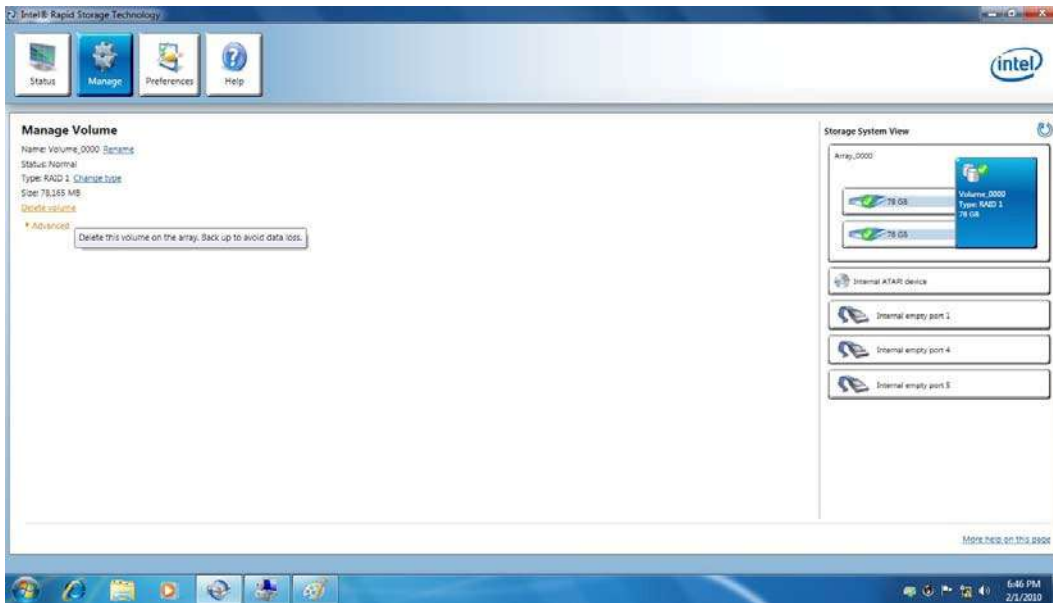 Intel® Rapid Storage Technology
Status
Manage
Preferences
Help
intel
Manage Volume
Name: Volume_0000 Rename
Status: Normal
Type: RAID 1 Change type
Size: 78,165 MB
Delete volume
Advanced
Delete this volume on the array. Back up to avoid data loss.
Storage System View
Array_0000
78 GB
78 GB
Volume_0000
Type: RAID 1
78 GB
Internal ATAPI device
Internal empty port 1
Internal empty port 4
Internal empty port 5
More help on this page
6:46 PM
2/1/2010